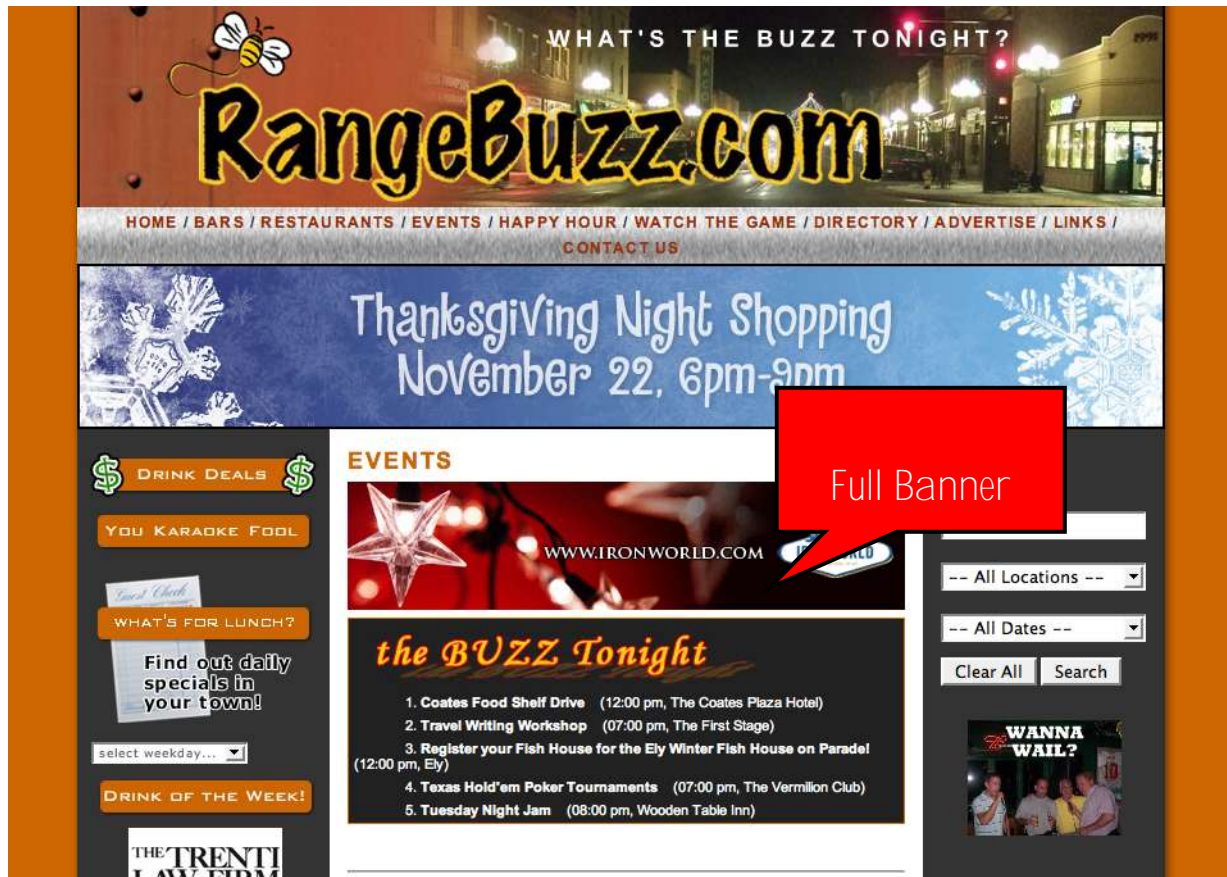 WHAT'S THE BUZZ TONIGHT?
RangeBuzz.com
HOME / BARS / RESTAURANTS / EVENTS / HAPPY HOUR / WATCH THE GAME / DIRECTORY / ADVERTISE / LINKS /
CONTACT US
Thanksgiving Night Shopping
November 22, 6pm-9pm
DRINK DEALS
YOU KARAOKE FOOL
Guest Check
WHAT'S FOR LUNCH?
Find out daily
specials in
your town!
select weekday...
DRINK OF THE WEEK!
THE TRENTI
LAW FIRM
EVENTS
WWW.IRONWORLD.COM
Full Banner
the BUZZ Tonight
1. Coates Food Shelf Drive (12:00 pm, The Coates Plaza Hotel)
2. Travel Writing Workshop (07:00 pm, The First Stage)
3. Register your Fish House for the Ely Winter Fish House on Parade!
(12:00 pm, Ely)
4. Texas Hold'em Poker Tournaments (07:00 pm, The Vermilion Club)
5. Tuesday Night Jam (08:00 pm, Wooden Table Inn)
-- All Locations --
-- All Dates --
Clear All Search
WANNA
WAIL?